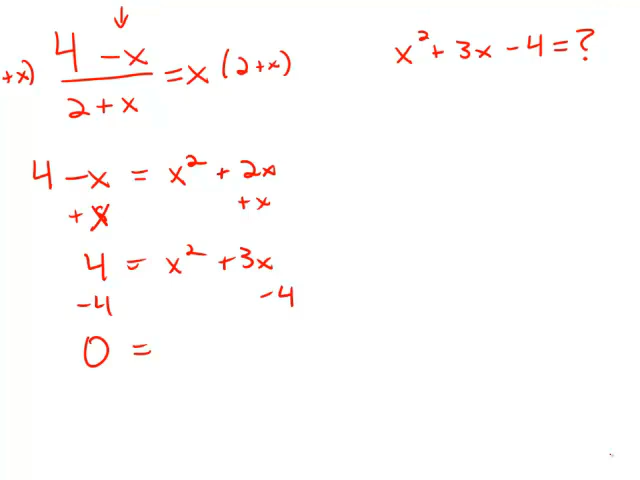 4 - x
+x) ――― = x (2+x)
2 + x
x² + 3x - 4 = ?
4 - x = x² + 2x
+ x + x
4 = x² + 3x
-4 -4
0 =